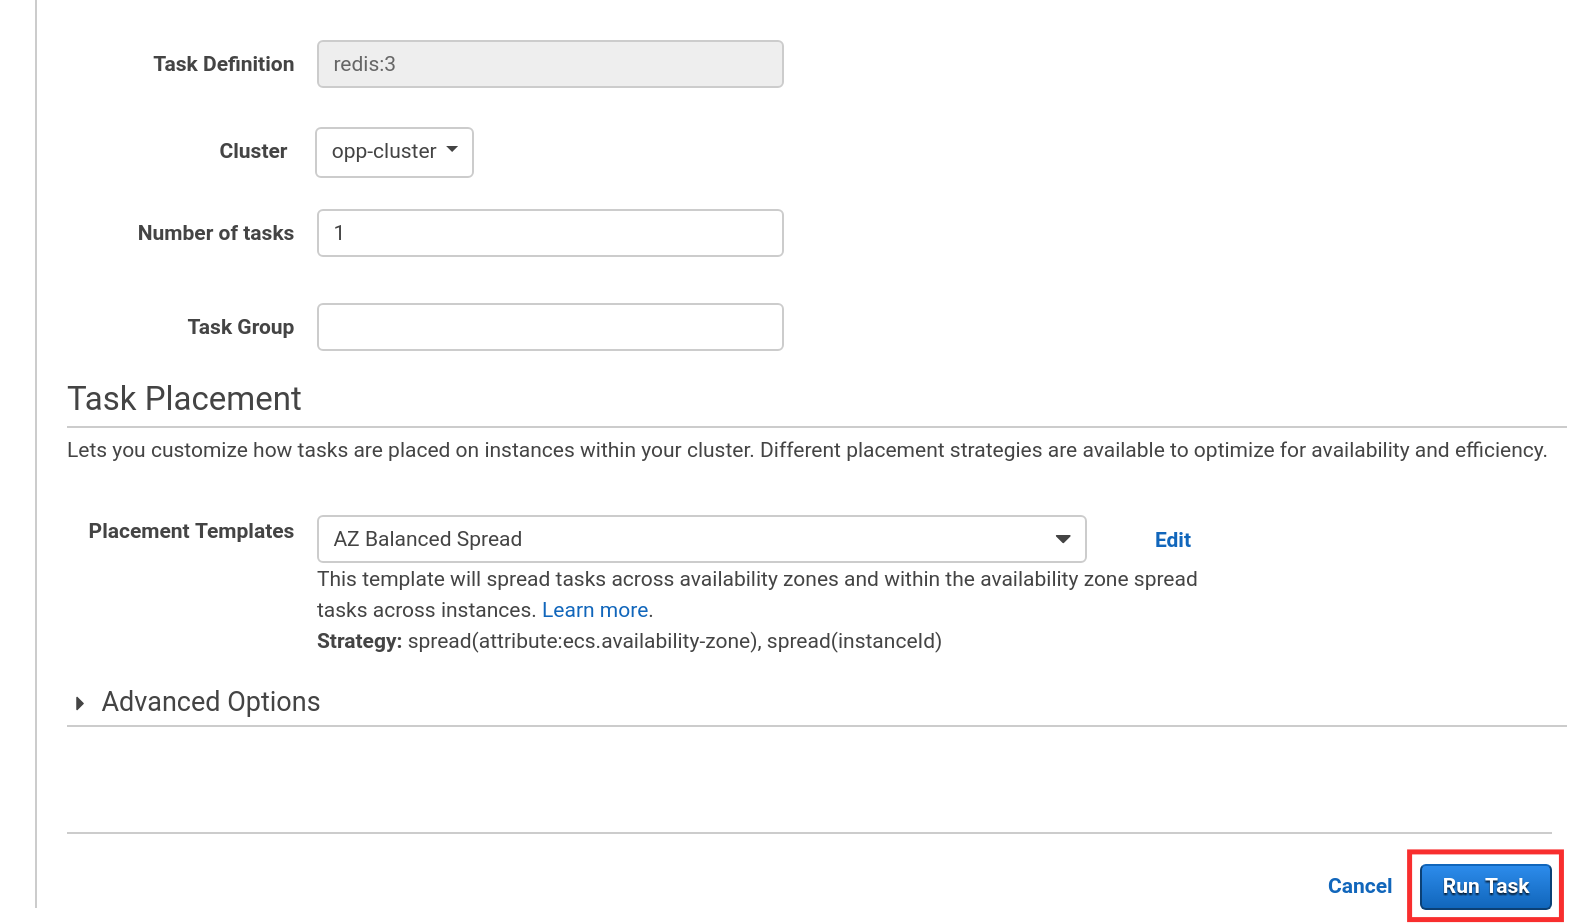 Task Definition redis:3
Cluster opp-cluster
Number of tasks 1
Task Group
Task Placement
Lets you customize how tasks are placed on instances within your cluster. Different placement strategies are available to optimize for availability and efficiency.
Placement Templates AZ Balanced Spread Edit
This template will spread tasks across availability zones and within the availability zone spread
tasks across instances. Learn more.
Strategy: spread(attribute:ecs.availability-zone), spread(instanceId)
Advanced Options
Cancel Run Task